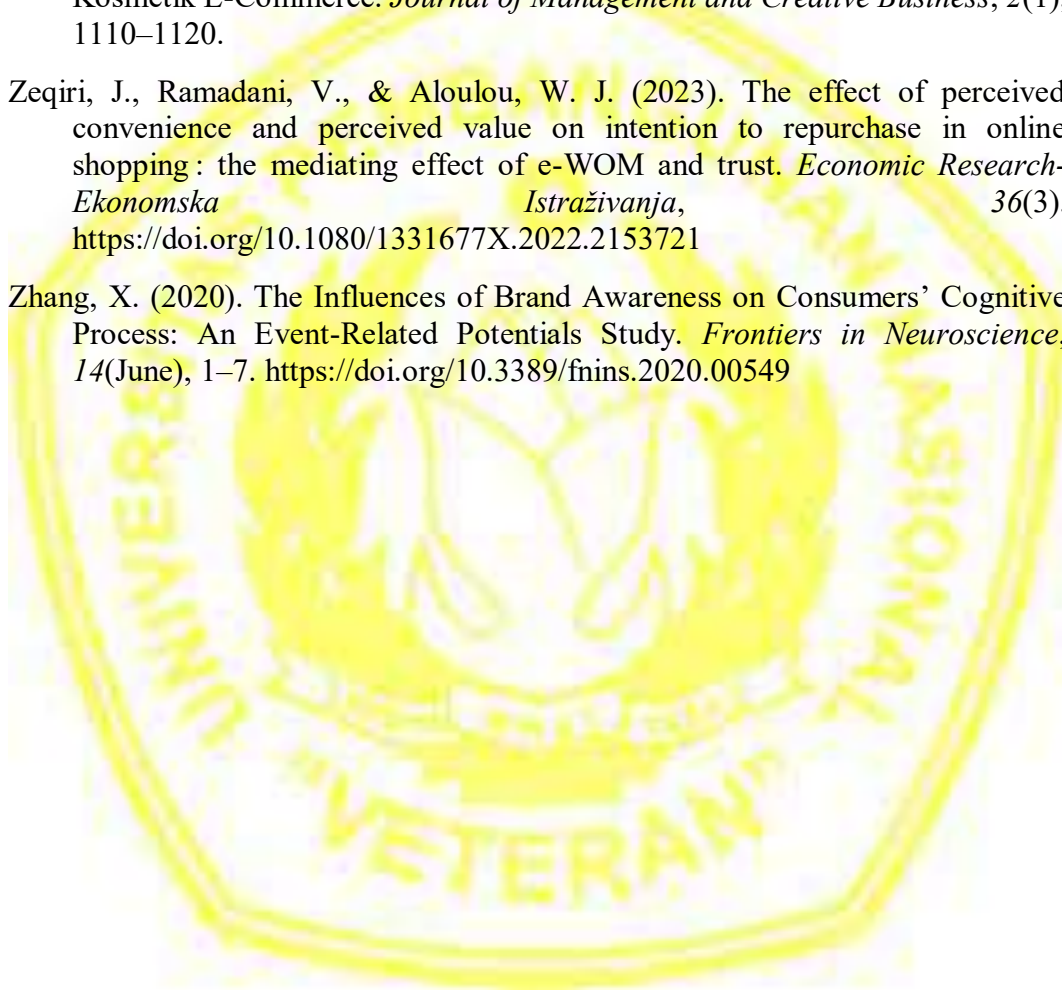 Kosmetik E-Commerce. Journal of Management and Creative Business, 2(1),
1110–1120.
Zeqiri, J., Ramadani, V., & Aloulou, W. J. (2023). The effect of perceived
convenience and perceived value on intention to repurchase in online
shopping : the mediating effect of e-WOM and trust. Economic Research-
Ekonomska Istraživanja, 36(3).
https://doi.org/10.1080/1331677X.2022.2153721
Zhang, X. (2020). The Influences of Brand Awareness on Consumers’ Cognitive
Process: An Event-Related Potentials Study. Frontiers in Neuroscience,
14(June), 1–7. https://doi.org/10.3389/fnins.2020.00549
UNIVERSITAS PEMBANGUNAN NASIONAL
"VETERAN"